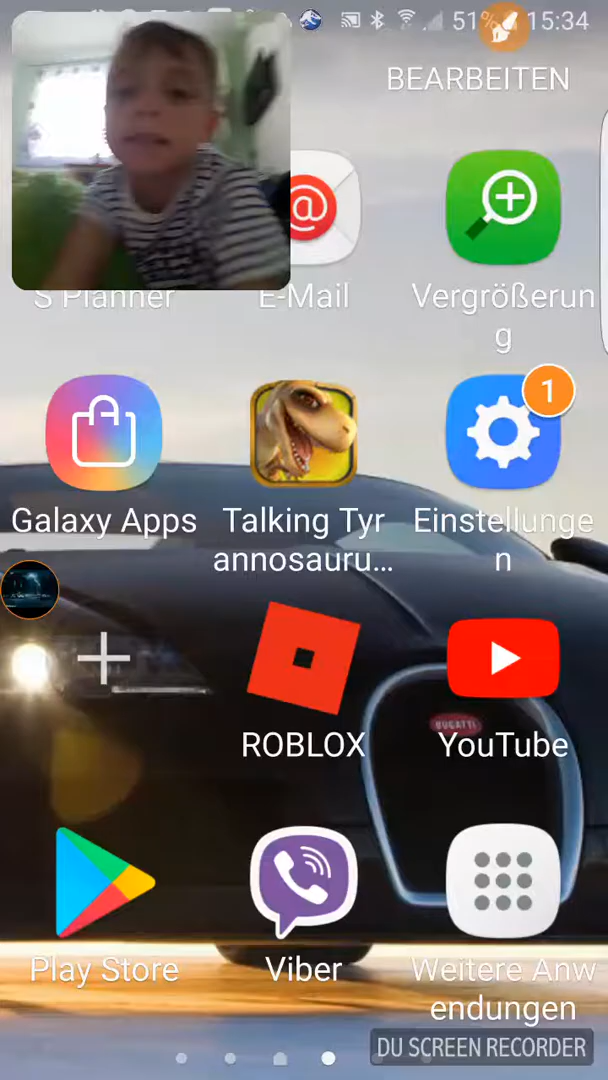 51% 15:34
BEARBEITEN
@
S Planner
E-Mail
Vergrößerun
g
1
Galaxy Apps
Talking Tyr
annosauru...
Einstellunge
n
BUGATTI
ROBLOX
YouTube
Play Store
Viber
Weitere Anw
endungen
DU SCREEN RECORDER